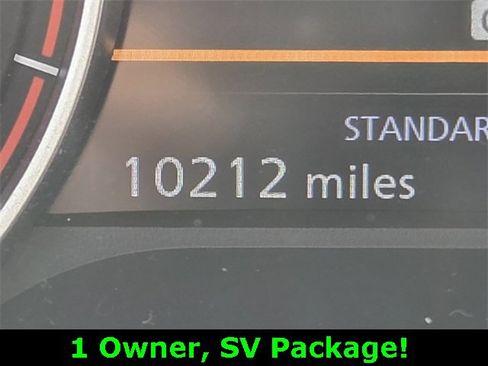 STANDAR
10212 miles
1 Owner, SV Package!